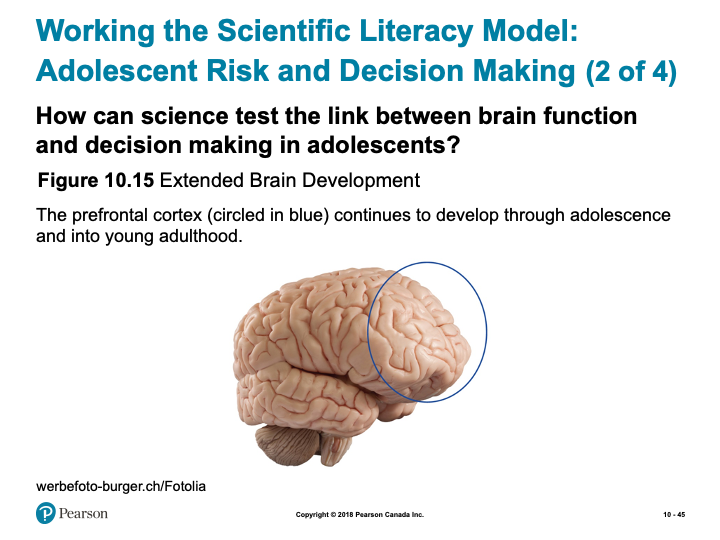 Working the Scientific Literacy Model:
Adolescent Risk and Decision Making (2 of 4)
How can science test the link between brain function
and decision making in adolescents?
Figure 10.15 Extended Brain Development
The prefrontal cortex (circled in blue) continues to develop through adolescence
and into young adulthood.
werbefoto-burger.ch/Fotolia
Pearson
Copyright © 2018 Pearson Canada Inc.
10 - 45